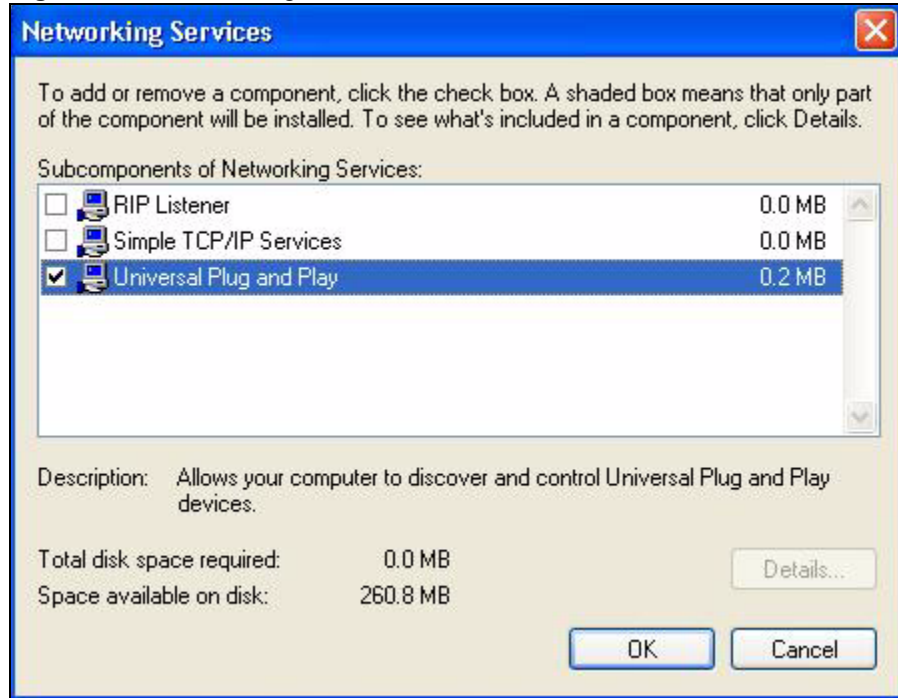 Networking Services
To add or remove a component, click the check box. A shaded box means that only part
of the component will be installed. To see what's included in a component, click Details.
Subcomponents of Networking Services:
RIP Listener 0.0 MB
Simple TCP/IP Services 0.0 MB
Universal Plug and Play 0.2 MB
Description: Allows your computer to discover and control Universal Plug and Play
devices.
Total disk space required: 0.0 MB
Details...
Space available on disk: 260.8 MB
OK Cancel